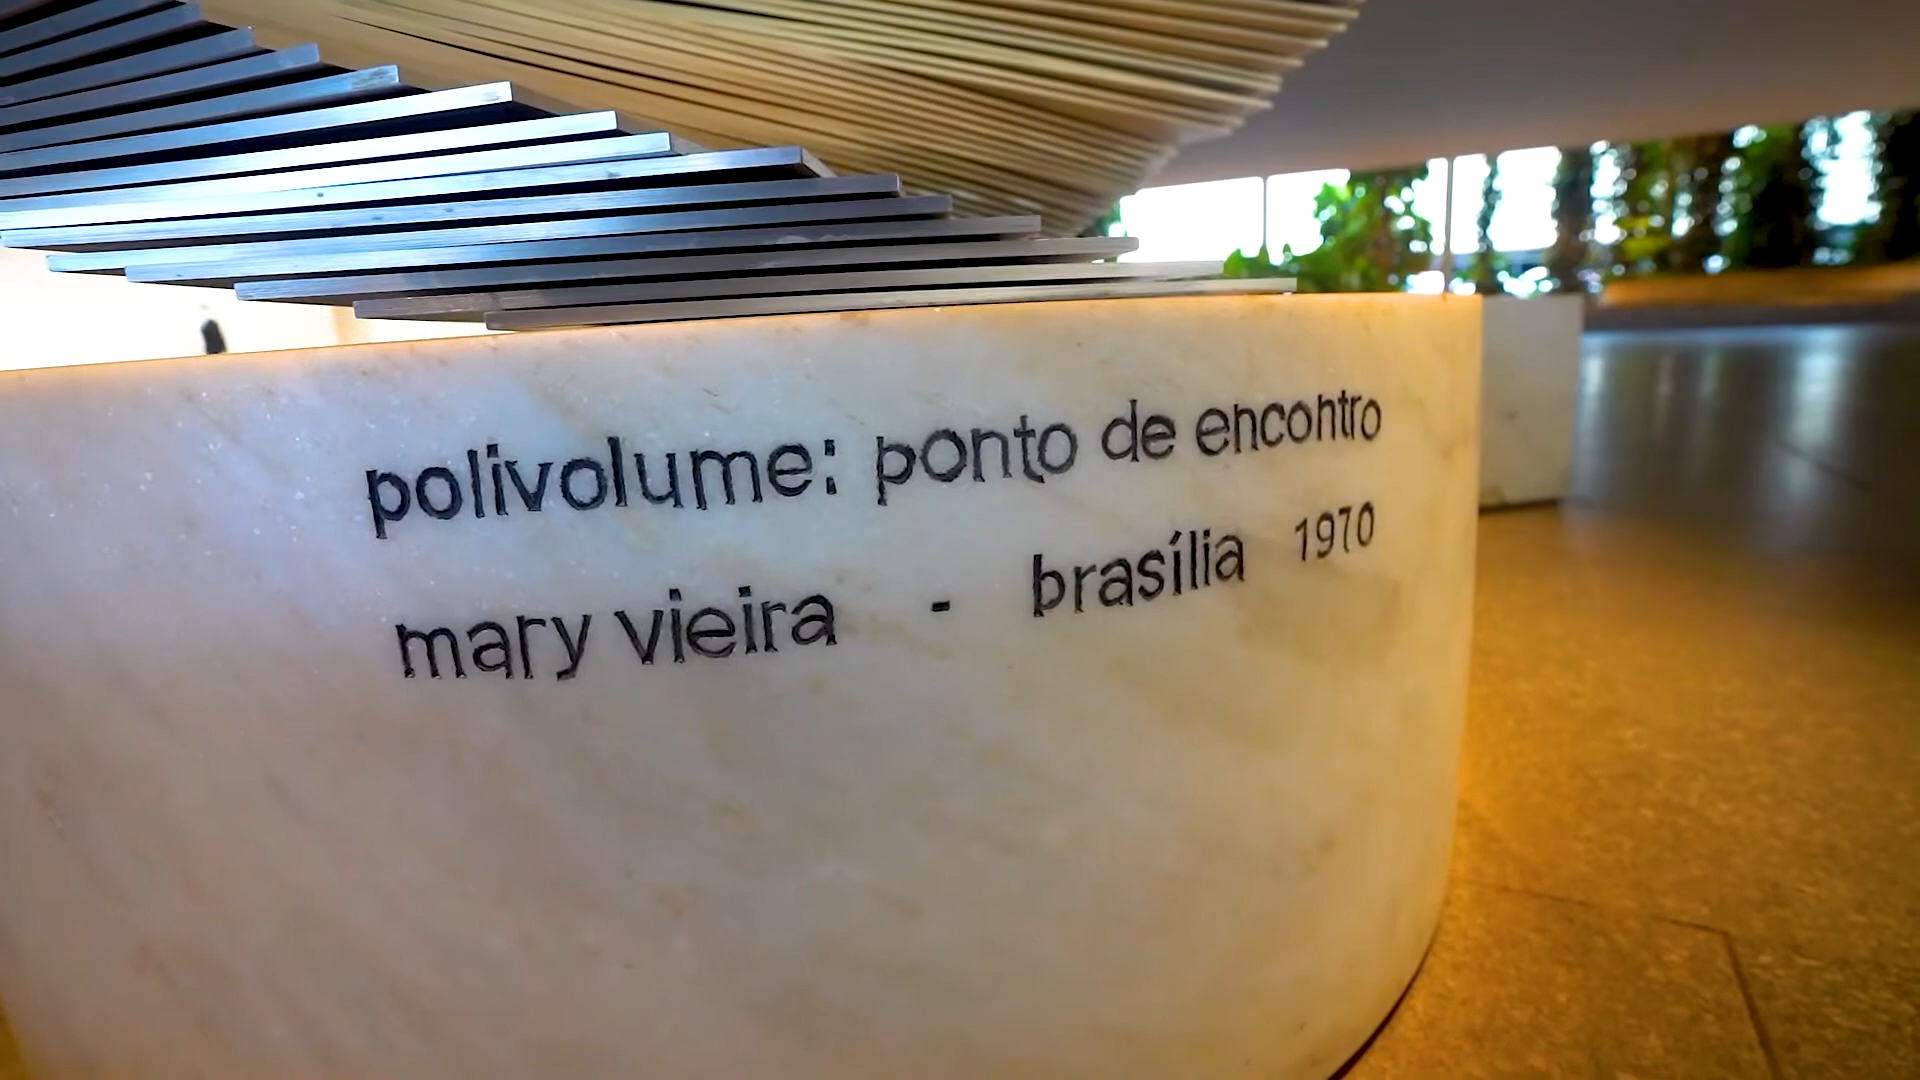 polivolume: ponto de encontro
mary vieira - brasília 1970